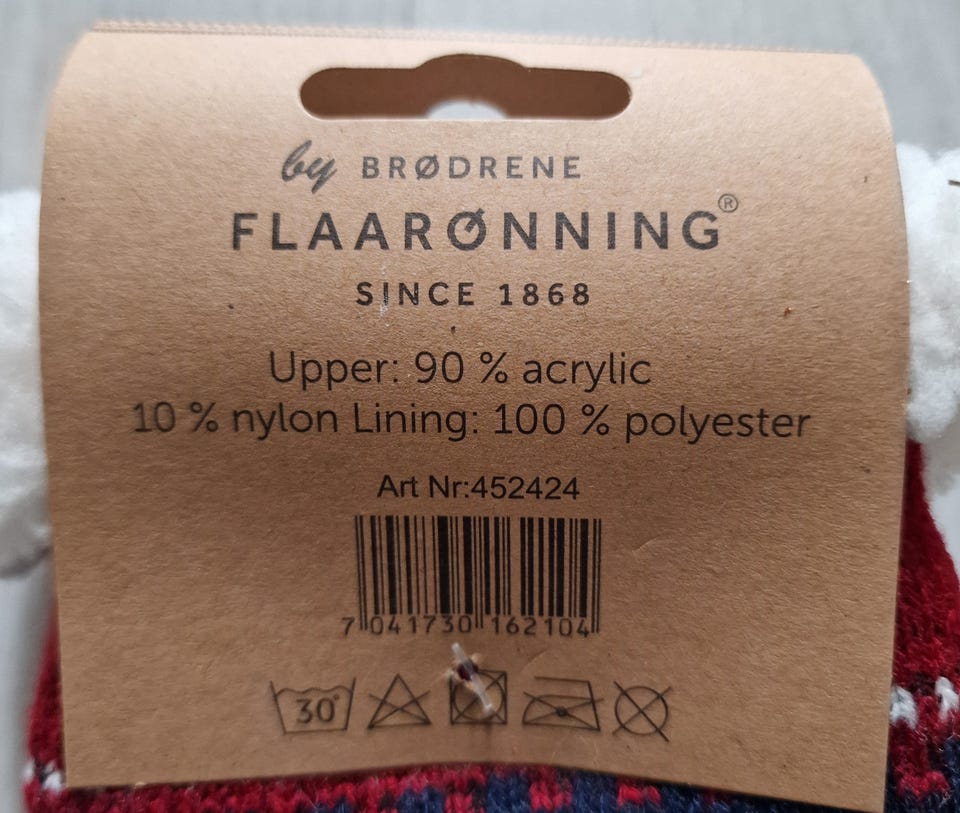 by BRØDRENE
FLAARØNNING®
SINCE 1868
Upper: 90 % acrylic
10 % nylon Lining: 100 % polyester
Art Nr:452424
7 041730 162104
30°